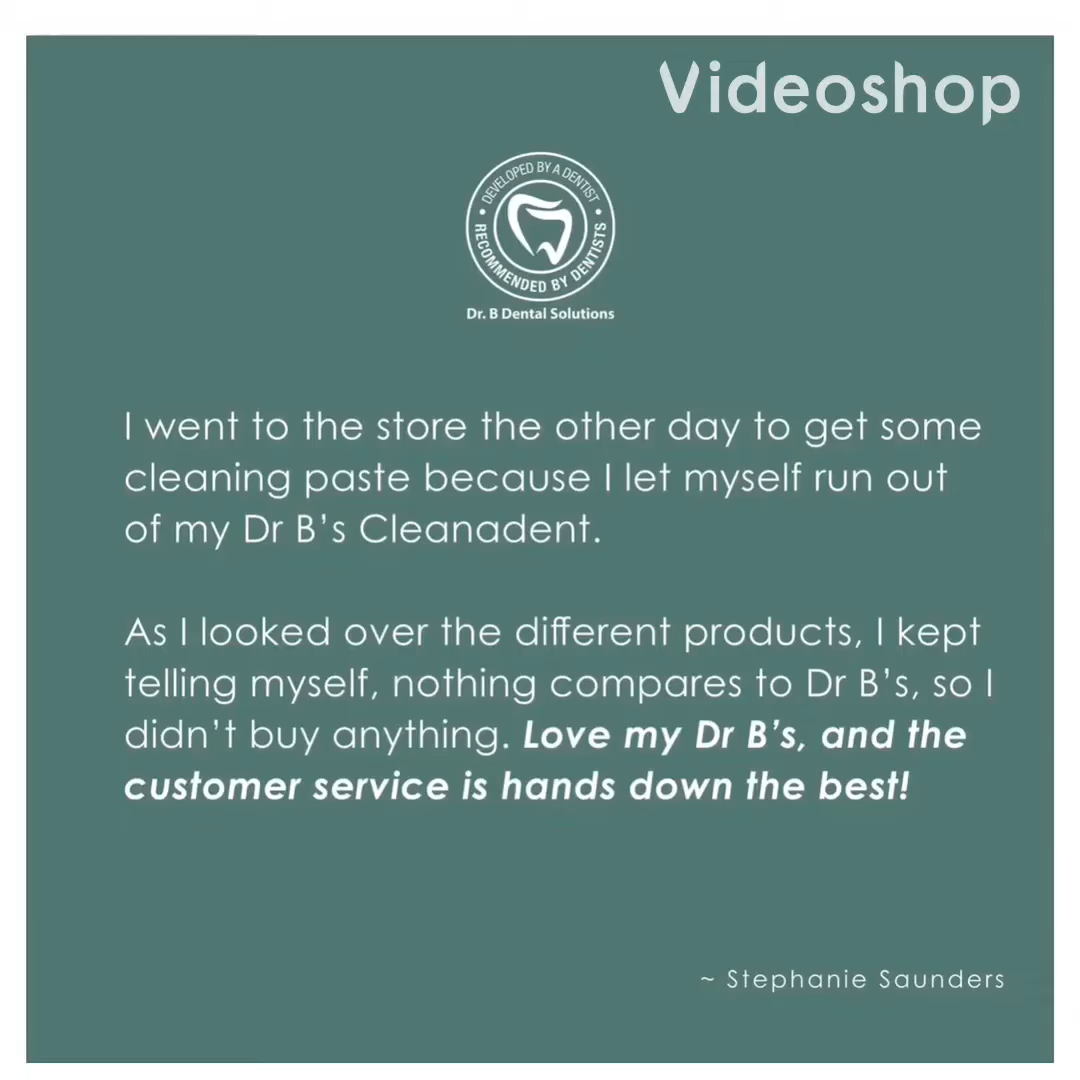 Videoshop
DEVELOPED BY A DENTIST
RECOMMENDED BY DENTISTS
Dr. B Dental Solutions
I went to the store the other day to get some
cleaning paste because I let myself run out
of my Dr B’s Cleanadent.
As I looked over the different products, I kept
telling myself, nothing compares to Dr B’s, so I
didn’t buy anything. Love my Dr B’s, and the
customer service is hands down the best!
~ Stephanie Saunders